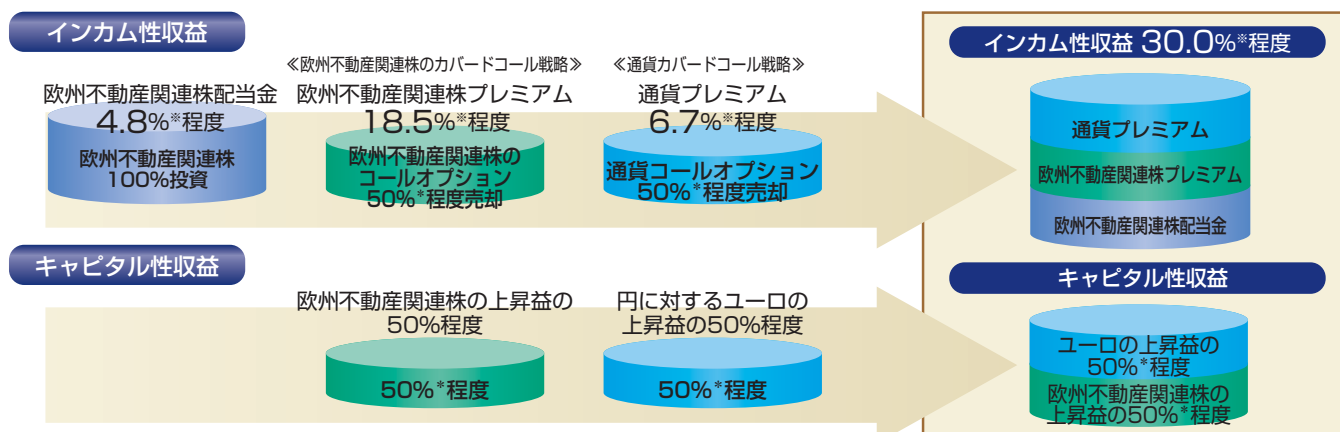 インカム性収益
欧州不動産関連株配当金
4.8%※程度
欧州不動産関連株
100%投資
≪欧州不動産関連株のカバードコール戦略≫
欧州不動産関連株プレミアム
18.5%※程度
欧州不動産関連株の
コールオプション
50%*程度売却
≪通貨カバードコール戦略≫
通貨プレミアム
6.7%※程度
通貨コールオプション
50%*程度売却
インカム性収益 30.0%※程度
通貨プレミアム
欧州不動産関連株プレミアム
欧州不動産関連株配当金
キャピタル性収益
欧州不動産関連株の上昇益の
50%程度
50%*程度
円に対するユーロの
上昇益の50%程度
50%*程度
キャピタル性収益
ユーロの上昇益の
50%*程度
欧州不動産関連株の
上昇益の50%*程度